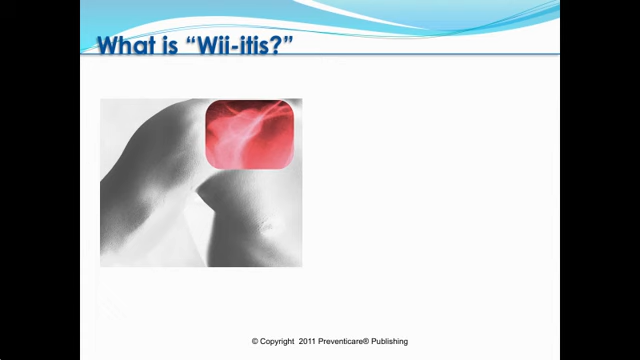 What is “Wii-itis?”
© Copyright  2011 Preventicare® Publishing